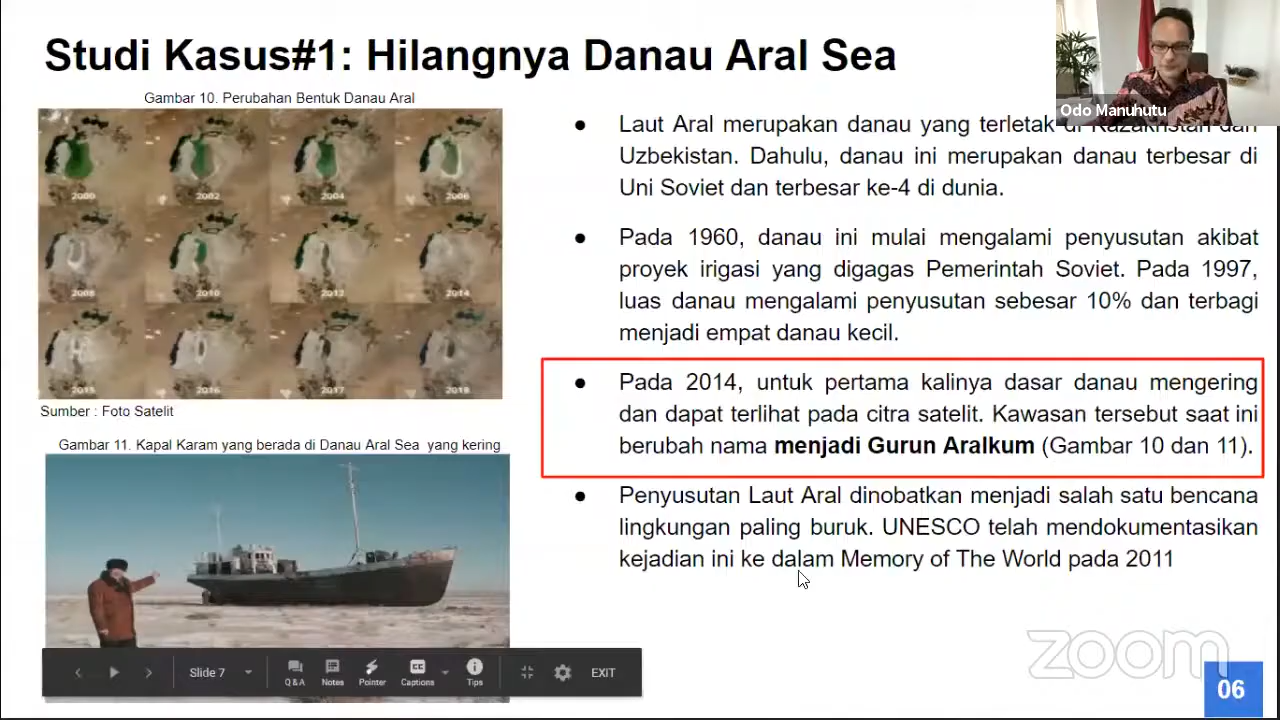 Studi Kasus#1: Hilangnya Danau Aral Sea
Odo Manuhutu
Gambar 10. Perubahan Bentuk Danau Aral
2000
2002
2004
2006
2008
2010
2012
2014
2015
2016
2017
2018
Sumber : Foto Satelit
Gambar 11. Kapal Karam yang berada di Danau Aral Sea yang kering
● Laut Aral merupakan danau yang terletak di Kazakhstan dan
Uzbekistan. Dahulu, danau ini merupakan danau terbesar di
Uni Soviet dan terbesar ke-4 di dunia.
● Pada 1960, danau ini mulai mengalami penyusutan akibat
proyek irigasi yang digagas Pemerintah Soviet. Pada 1997,
luas danau mengalami penyusutan sebesar 10% dan terbagi
menjadi empat danau kecil.
● Pada 2014, untuk pertama kalinya dasar danau mengering
dan dapat terlihat pada citra satelit. Kawasan tersebut saat ini
berubah nama menjadi Gurun Aralkum (Gambar 10 dan 11).
● Penyusutan Laut Aral dinobatkan menjadi salah satu bencana
lingkungan paling buruk. UNESCO telah mendokumentasikan
kejadian ini ke dalam Memory of The World pada 2011
Slide 7
Q&A
Notes
Pointer
CC
Captions
Tips
EXIT
zoom
06